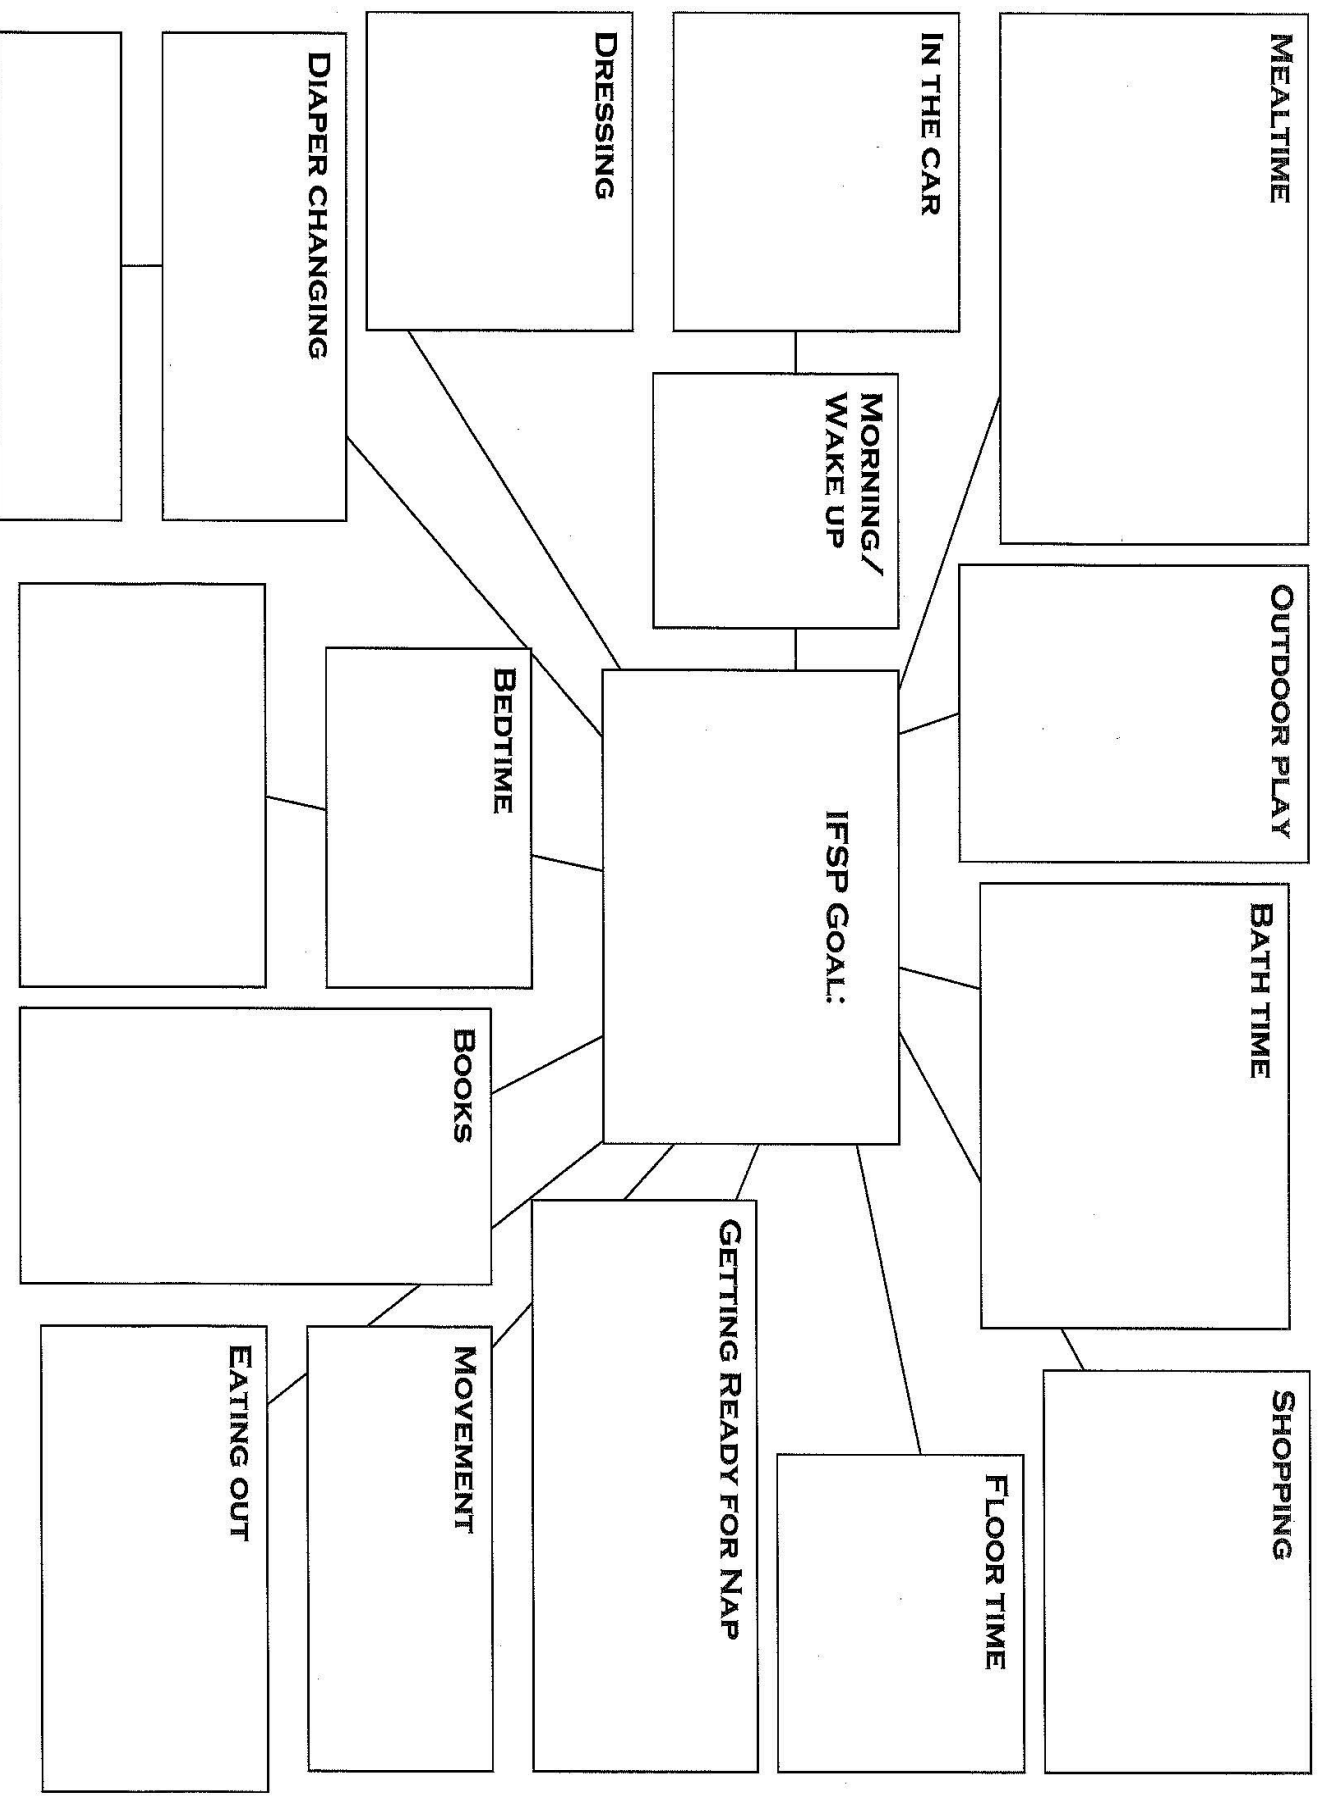 MEALTIME
OUTDOOR PLAY
BATH TIME
SHOPPING
IN THE CAR
MORNING/
WAKE UP
IFSP GOAL:
FLOOR TIME
DRESSING
GETTING READY FOR NAP
DIAPER CHANGING
BEDTIME
BOOKS
MOVEMENT
EATING OUT